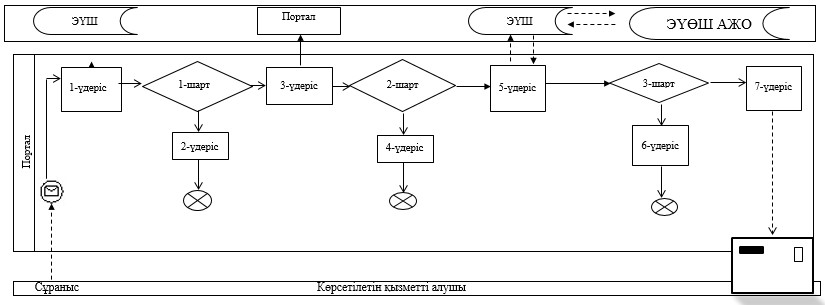 ЭҮШ
Портал
ЭҮШ
ЭҮӨШ АЖО
Портал
1-үдеріс
1-шарт
3-үдеріс
2-шарт
5-үдеріс
3-шарт
7-үдеріс
2-үдеріс
4-үдеріс
6-үдеріс
Сұраныс
Көрсетілетін қызметті алушы